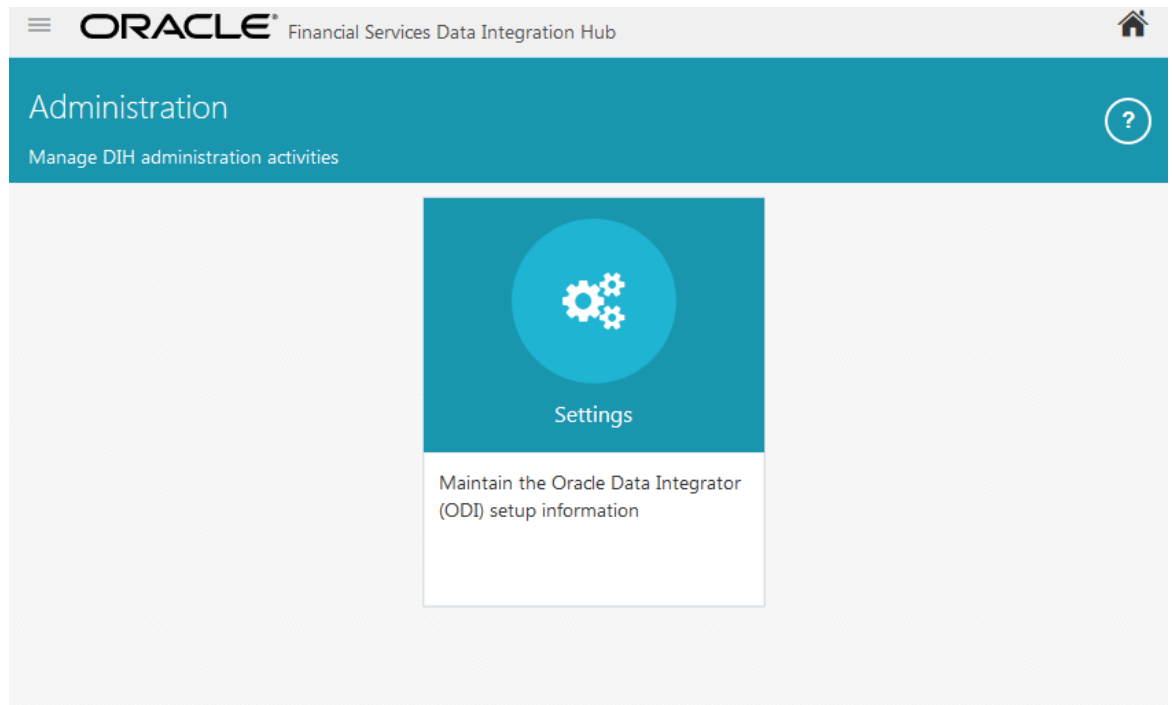 ORACLE® Financial Services Data Integration Hub
Administration
?
Manage DIH administration activities
Settings
Maintain the Oracle Data Integrator
(ODI) setup information